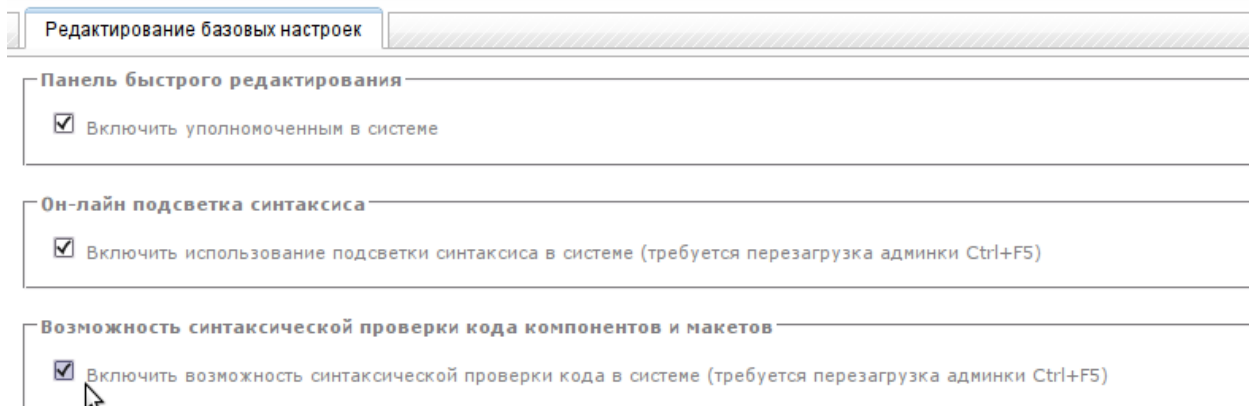 Редактирование базовых настроек
Панель быстрого редактирования
Включить уполномоченным в системе
Он-лайн подсветка синтаксиса
Включить использование подсветки синтаксиса в системе (требуется перезагрузка админки Ctrl+F5)
Возможность синтаксической проверки кода компонентов и макетов
Включить возможность синтаксической проверки кода в системе (требуется перезагрузка админки Ctrl+F5)